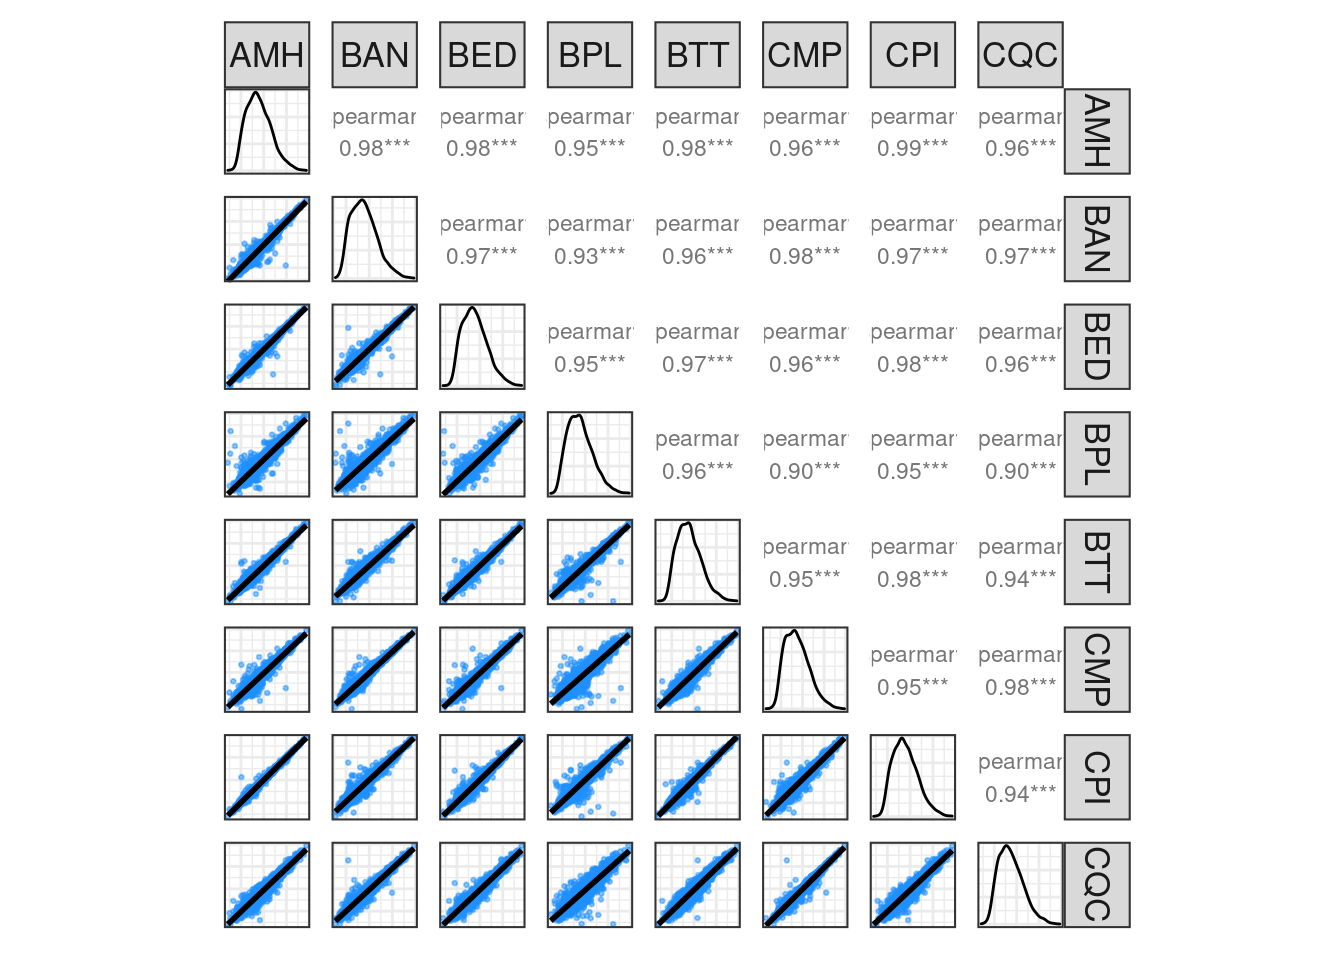 AMH BAN BED BPL BTT CMP CPI CQC
pearmar pearmar pearmar pearmar pearmar pearmar pearmar
0.98*** 0.98*** 0.95*** 0.98*** 0.96*** 0.99*** 0.96***
AMH
pearmar pearmar pearmar pearmar pearmar pearmar
0.97*** 0.93*** 0.96*** 0.98*** 0.97*** 0.97***
BAN
pearmar pearmar pearmar pearmar pearmar
0.95*** 0.97*** 0.96*** 0.98*** 0.96***
BED
pearmar pearmar pearmar pearmar
0.96*** 0.90*** 0.95*** 0.90***
BPL
pearmar pearmar pearmar
0.95*** 0.98*** 0.94***
BTT
pearmar pearmar
0.95*** 0.98***
CMP
pearmar
0.94***
CPI
CQC